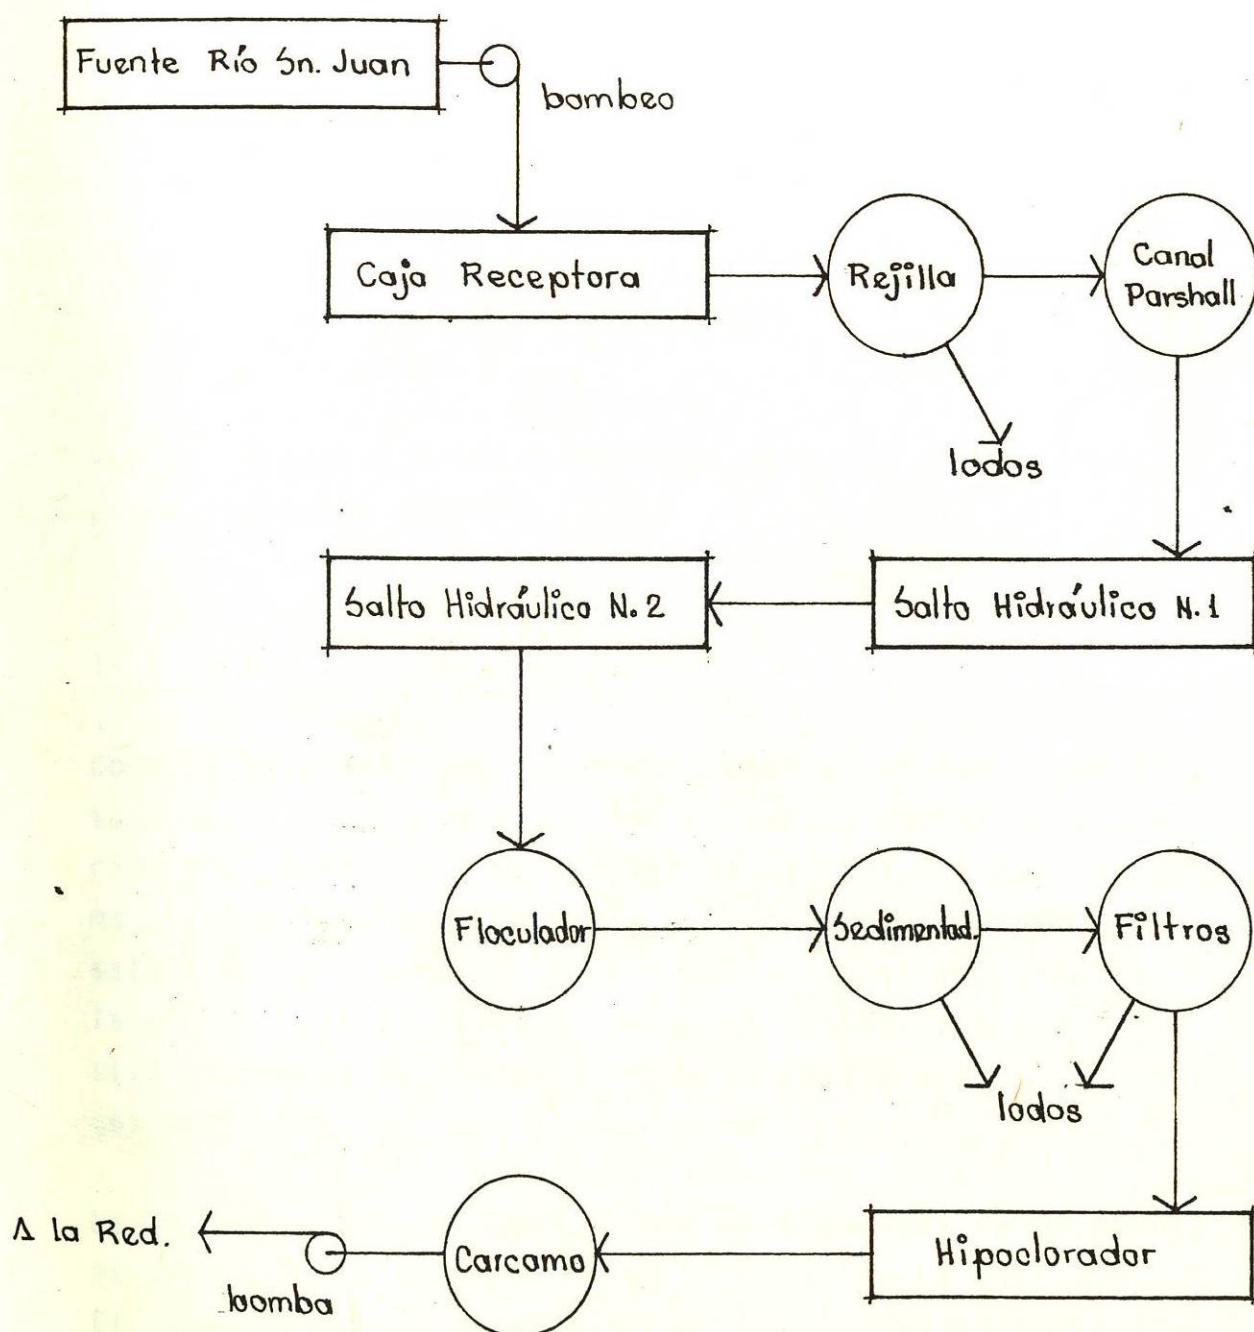 Fuente Río Sn. Juan
bombeo
Caja Receptora
Rejilla
Canal
Parshall
lodos
Salto Hidráulico N. 2
Salto Hidráulico N. 1
Floculador
Sedimentad.
Filtros
lodos
A la Red.
bomba
Carcamo
Hipoclorador